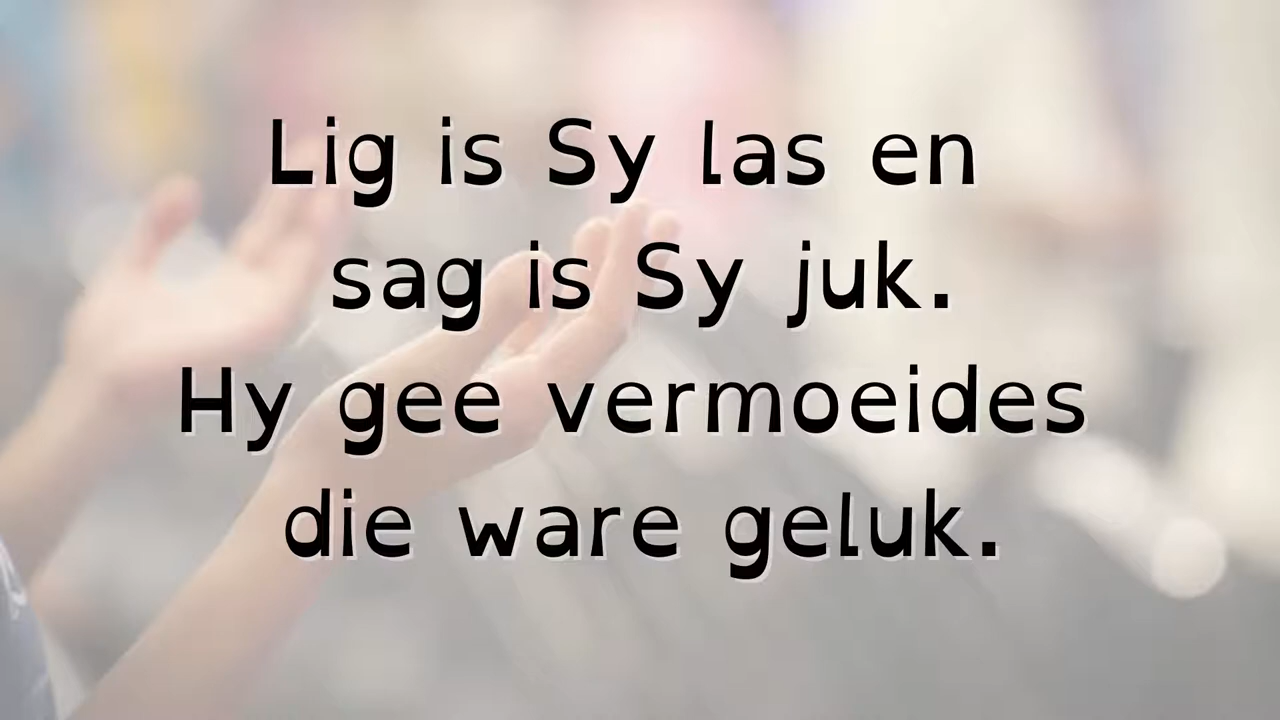 Lig is Sy las en
sag is Sy juk.
Hy gee vermoeides
die ware geluk.